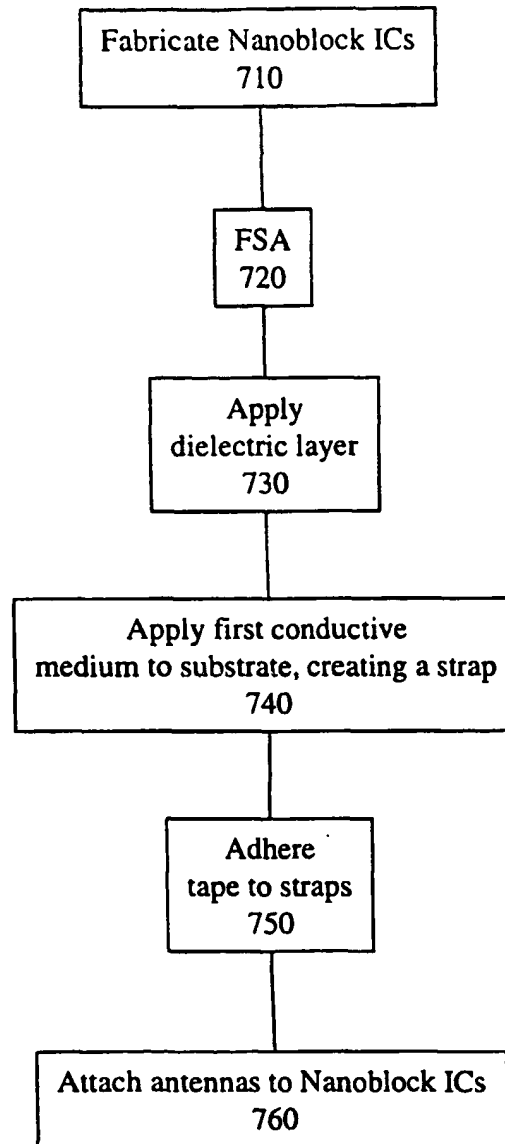 Fabricate Nanoblock ICs
710
FSA
720
Apply
dielectric layer
730
Apply first conductive
medium to substrate, creating a strap
740
Adhere
tape to straps
750
Attach antennas to Nanoblock ICs
760